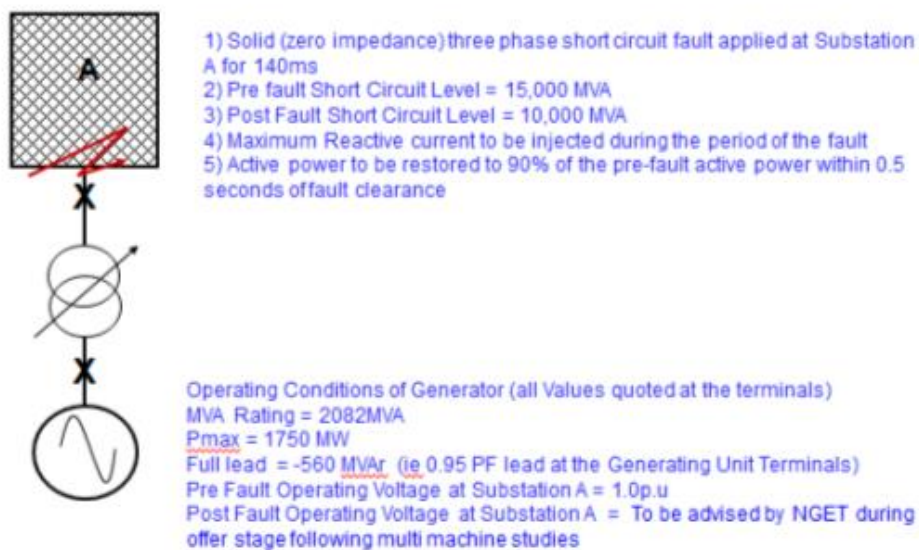 A
1) Solid (zero impedance) three phase short circuit fault applied at Substation
A for 140ms
2) Pre fault Short Circuit Level = 15,000 MVA
3) Post Fault Short Circuit Level = 10,000 MVA
4) Maximum Reactive current to be injected during the period of the fault
5) Active power to be restored to 90% of the pre-fault active power within 0.5
seconds of fault clearance
X
X
Operating Conditions of Generator (all Values quoted at the terminals)
MVA Rating = 2082MVA
Pmax = 1750 MW
Full lead = -560 MVAr (ie 0.95 PF lead at the Generating Unit Terminals)
Pre Fault Operating Voltage at Substation A = 1.0p.u
Post Fault Operating Voltage at Substation A = To be advised by NGET during
offer stage following multi machine studies